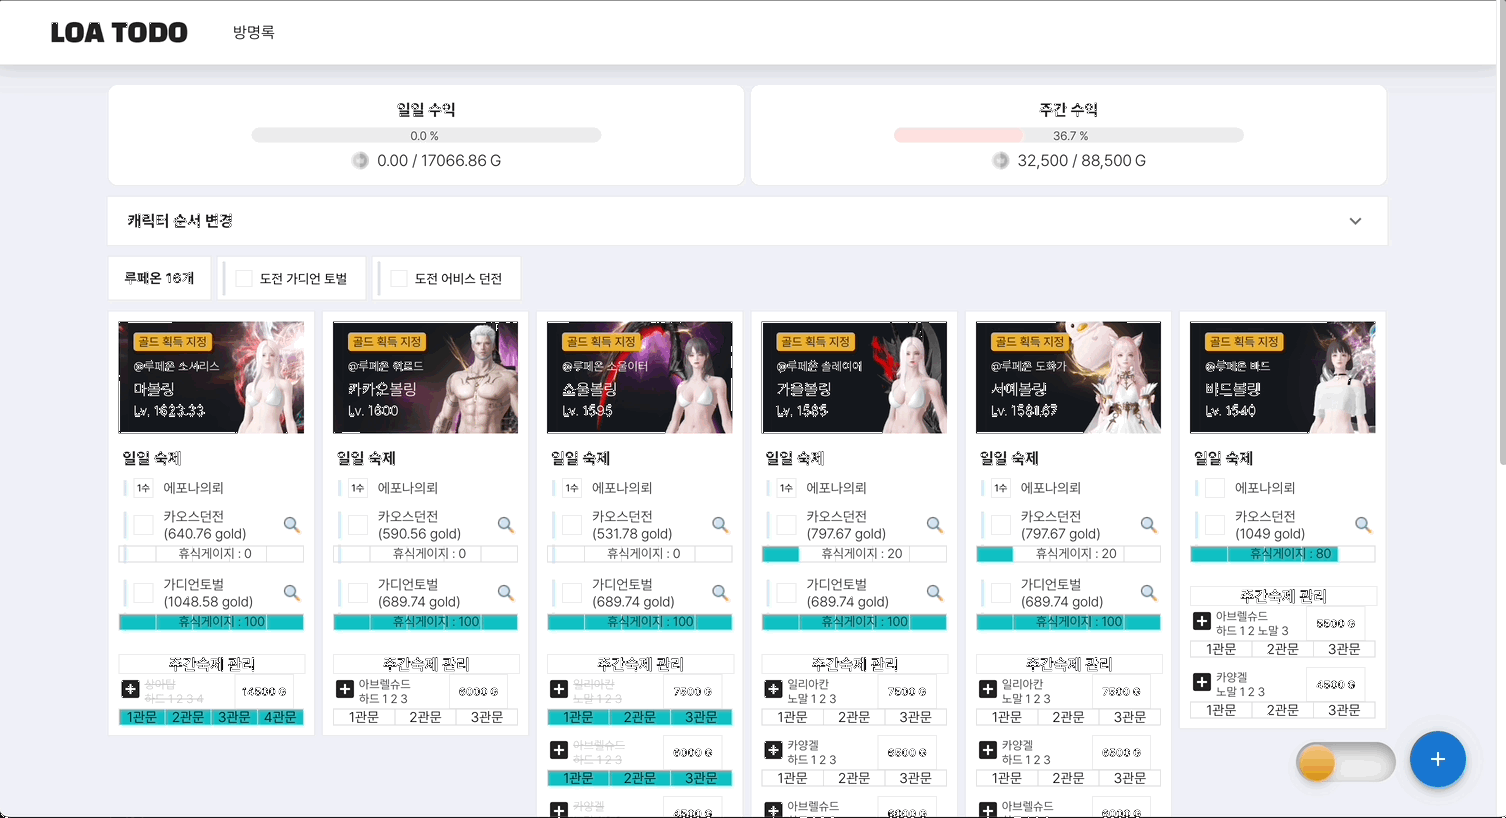 LOA TODO
방명록
일일 수익
0.0 %
0.00 / 17066.86 G
주간 수익
36.7 %
32,500 / 88,500 G
캐릭터 순서 변경
루페온 16개
도전 가디언 토벌
도전 어비스 던전
골드 획득 지정
@루페온 소서리스
마볼링
Lv. 1623.33
일일 숙제
1수
에포나의뢰
카오스던전
(640.76 gold)
휴식게이지 : 0
가디언토벌
(1048.58 gold)
휴식게이지 : 100
주간숙제 관리
상아탑
하드 1 2 3 4
14500 G
1관문
2관문
3관문
4관문
골드 획득 지정
@루페온
카카오볼링
Lv. 1600
일일 숙제
1수
에포나의뢰
카오스던전
(590.56 gold)
휴식게이지 : 0
가디언토벌
(689.74 gold)
휴식게이지 : 100
주간숙제 관리
아브렐슈드
하드 1 2 3
6000 G
1관문
2관문
3관문
골드 획득 지정
@루페온 소울이터
소울볼링
Lv. 1595
일일 숙제
1수
에포나의뢰
카오스던전
(531.78 gold)
휴식게이지 : 0
가디언토벌
(689.74 gold)
휴식게이지 : 100
주간숙제 관리
일리아칸
노말 1 2 3
7500 G
1관문
2관문
3관문
아브렐슈드
하드 1 2 3
6000 G
1관문
2관문
3관문
카양겔
골드 획득 지정
@루페온
가을볼링
Lv. 1585
일일 숙제
1수
에포나의뢰
카오스던전
(797.67 gold)
휴식게이지 : 20
가디언토벌
(689.74 gold)
휴식게이지 : 100
주간숙제 관리
일리아칸
노말 1 2 3
7500 G
1관문
2관문
3관문
카양겔
하드 1 2 3
6500 G
1관문
2관문
3관문
아브렐슈드
골드 획득 지정
@루페온 도화가
서예볼링
Lv. 1584.67
일일 숙제
1수
에포나의뢰
카오스던전
(797.67 gold)
휴식게이지 : 20
가디언토벌
(689.74 gold)
휴식게이지 : 100
주간숙제 관리
일리아칸
노말 1 2 3
7500 G
1관문
2관문
3관문
카양겔
하드 1 2 3
6500 G
1관문
2관문
3관문
아브렐슈드
골드 획득 지정
@루페온 바드
바드볼링
Lv. 1540
일일 숙제
에포나의뢰
카오스던전
(1049 gold)
휴식게이지 : 80
주간숙제 관리
아브렐슈드
하드 1 2 노말 3
5500 G
1관문
2관문
3관문
카양겔
노말 1 2 3
4500 G
1관문
2관문
3관문